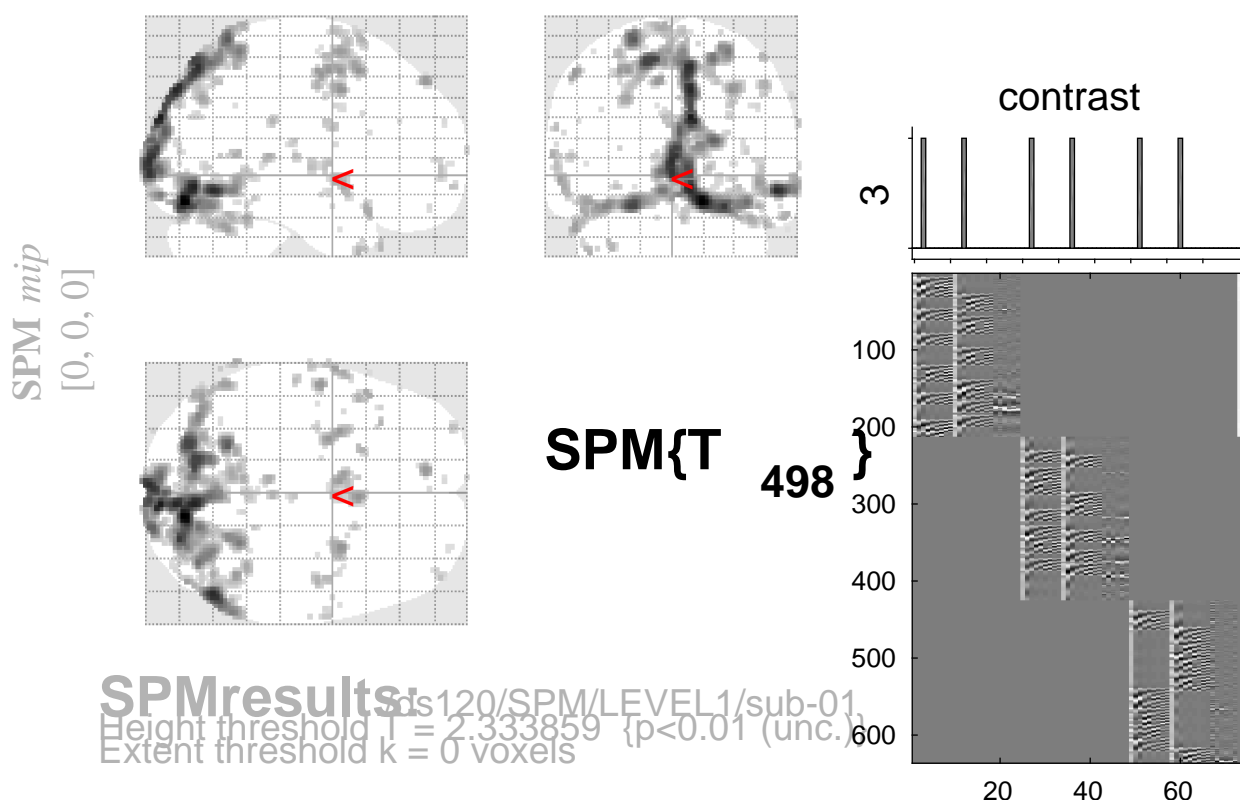 SPM mip
[0, 0, 0]
<
<
<
SPM{T498}
contrast
3
100
200
300
400
500
600
20 40 60
SPMresults: /ds120/SPM/LEVEL1/sub-01
Height threshold T = 2.333859 {p<0.01 (unc.)}
Extent threshold k = 0 voxels